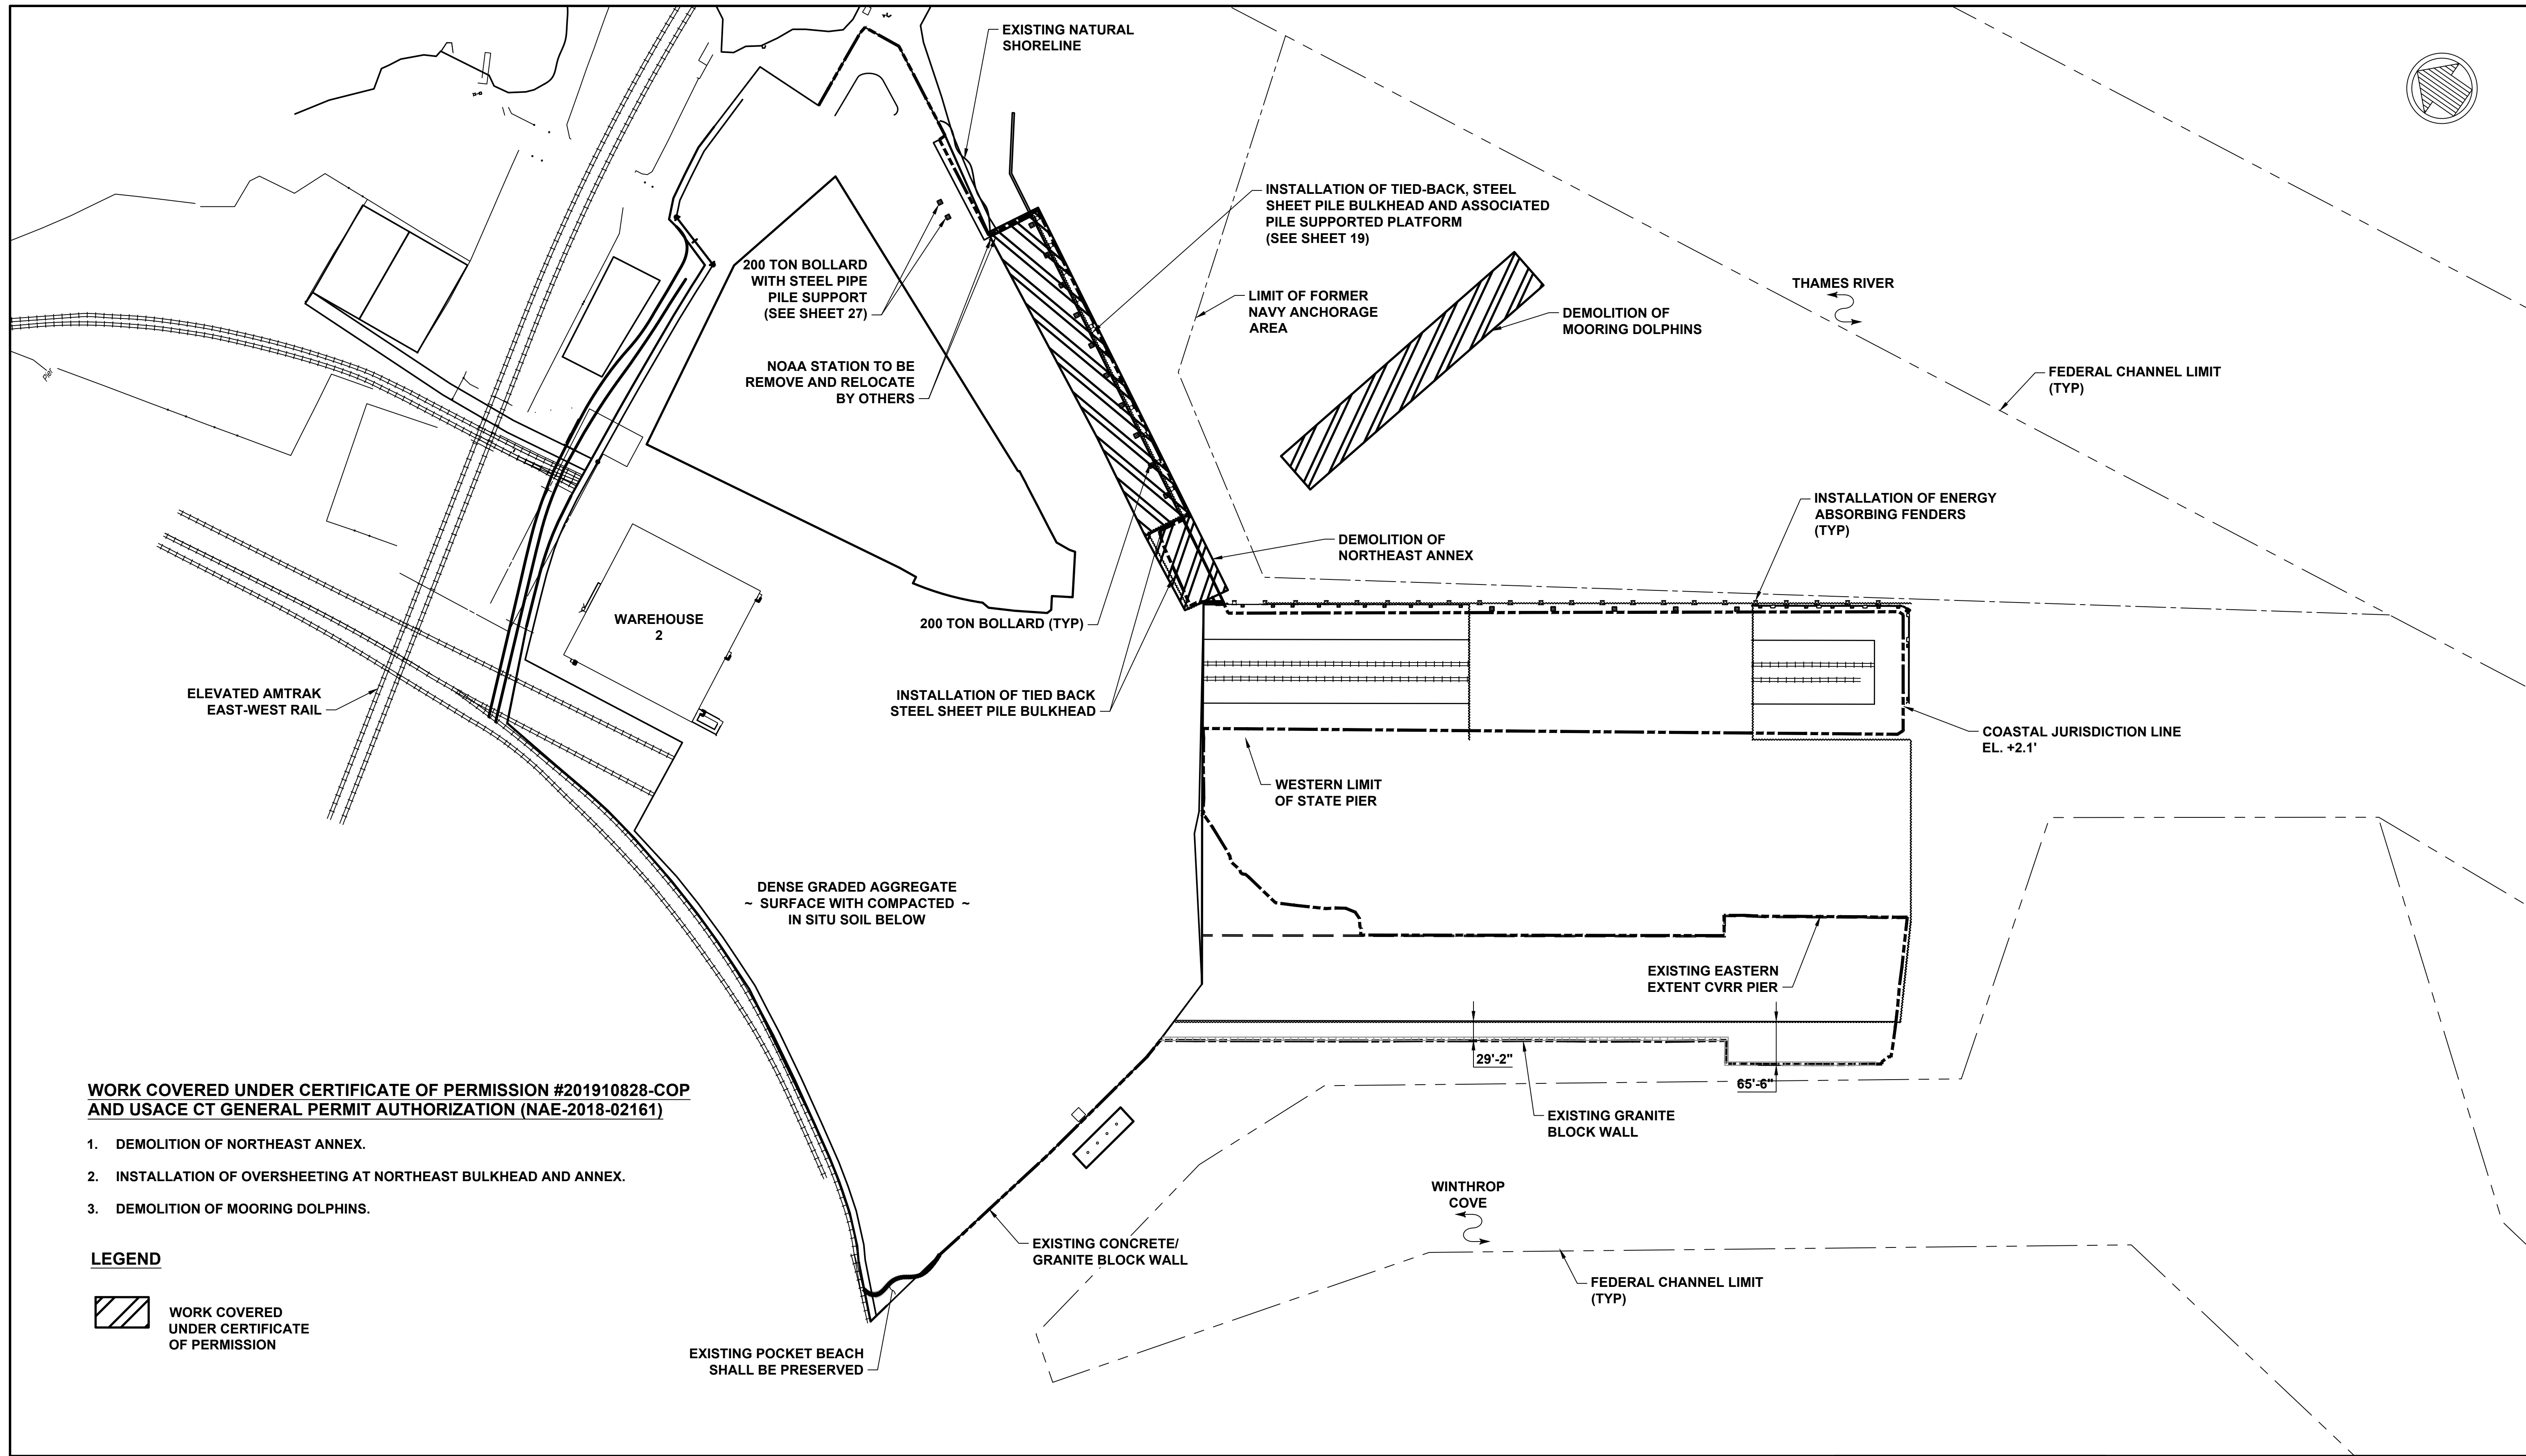 EXISTING NATURAL
SHORELINE
INSTALLATION OF TIED-BACK, STEEL
SHEET PILE BULKHEAD AND ASSOCIATED
PILE SUPPORTED PLATFORM
(SEE SHEET 19)
200 TON BOLLARD
WITH STEEL PIPE
PILE SUPPORT
(SEE SHEET 27)
LIMIT OF FORMER
NAVY ANCHORAGE
AREA
THAMES RIVER
DEMOLITION OF
MOORING DOLPHINS
NOAA STATION TO BE
REMOVE AND RELOCATE
BY OTHERS
FEDERAL CHANNEL LIMIT
(TYP)
Pier
INSTALLATION OF ENERGY
ABSORBING FENDERS
(TYP)
DEMOLITION OF
NORTHEAST ANNEX
WAREHOUSE
2
200 TON BOLLARD (TYP)
ELEVATED AMTRAK
EAST-WEST RAIL
INSTALLATION OF TIED BACK
STEEL SHEET PILE BULKHEAD
COASTAL JURISDICTION LINE
EL. +2.1'
WESTERN LIMIT
OF STATE PIER
DENSE GRADED AGGREGATE
~ SURFACE WITH COMPACTED ~
IN SITU SOIL BELOW
EXISTING EASTERN
EXTENT CVRR PIER
29'-2"
65'-6"
WORK COVERED UNDER CERTIFICATE OF PERMISSION #201910828-COP
AND USACE CT GENERAL PERMIT AUTHORIZATION (NAE-2018-02161)
1. DEMOLITION OF NORTHEAST ANNEX.
2. INSTALLATION OF OVERSHEETING AT NORTHEAST BULKHEAD AND ANNEX.
3. DEMOLITION OF MOORING DOLPHINS.
EXISTING GRANITE
BLOCK WALL
WINTHROP
COVE
EXISTING CONCRETE/
GRANITE BLOCK WALL
FEDERAL CHANNEL LIMIT
(TYP)
LEGEND
WORK COVERED
UNDER CERTIFICATE
OF PERMISSION
EXISTING POCKET BEACH
SHALL BE PRESERVED